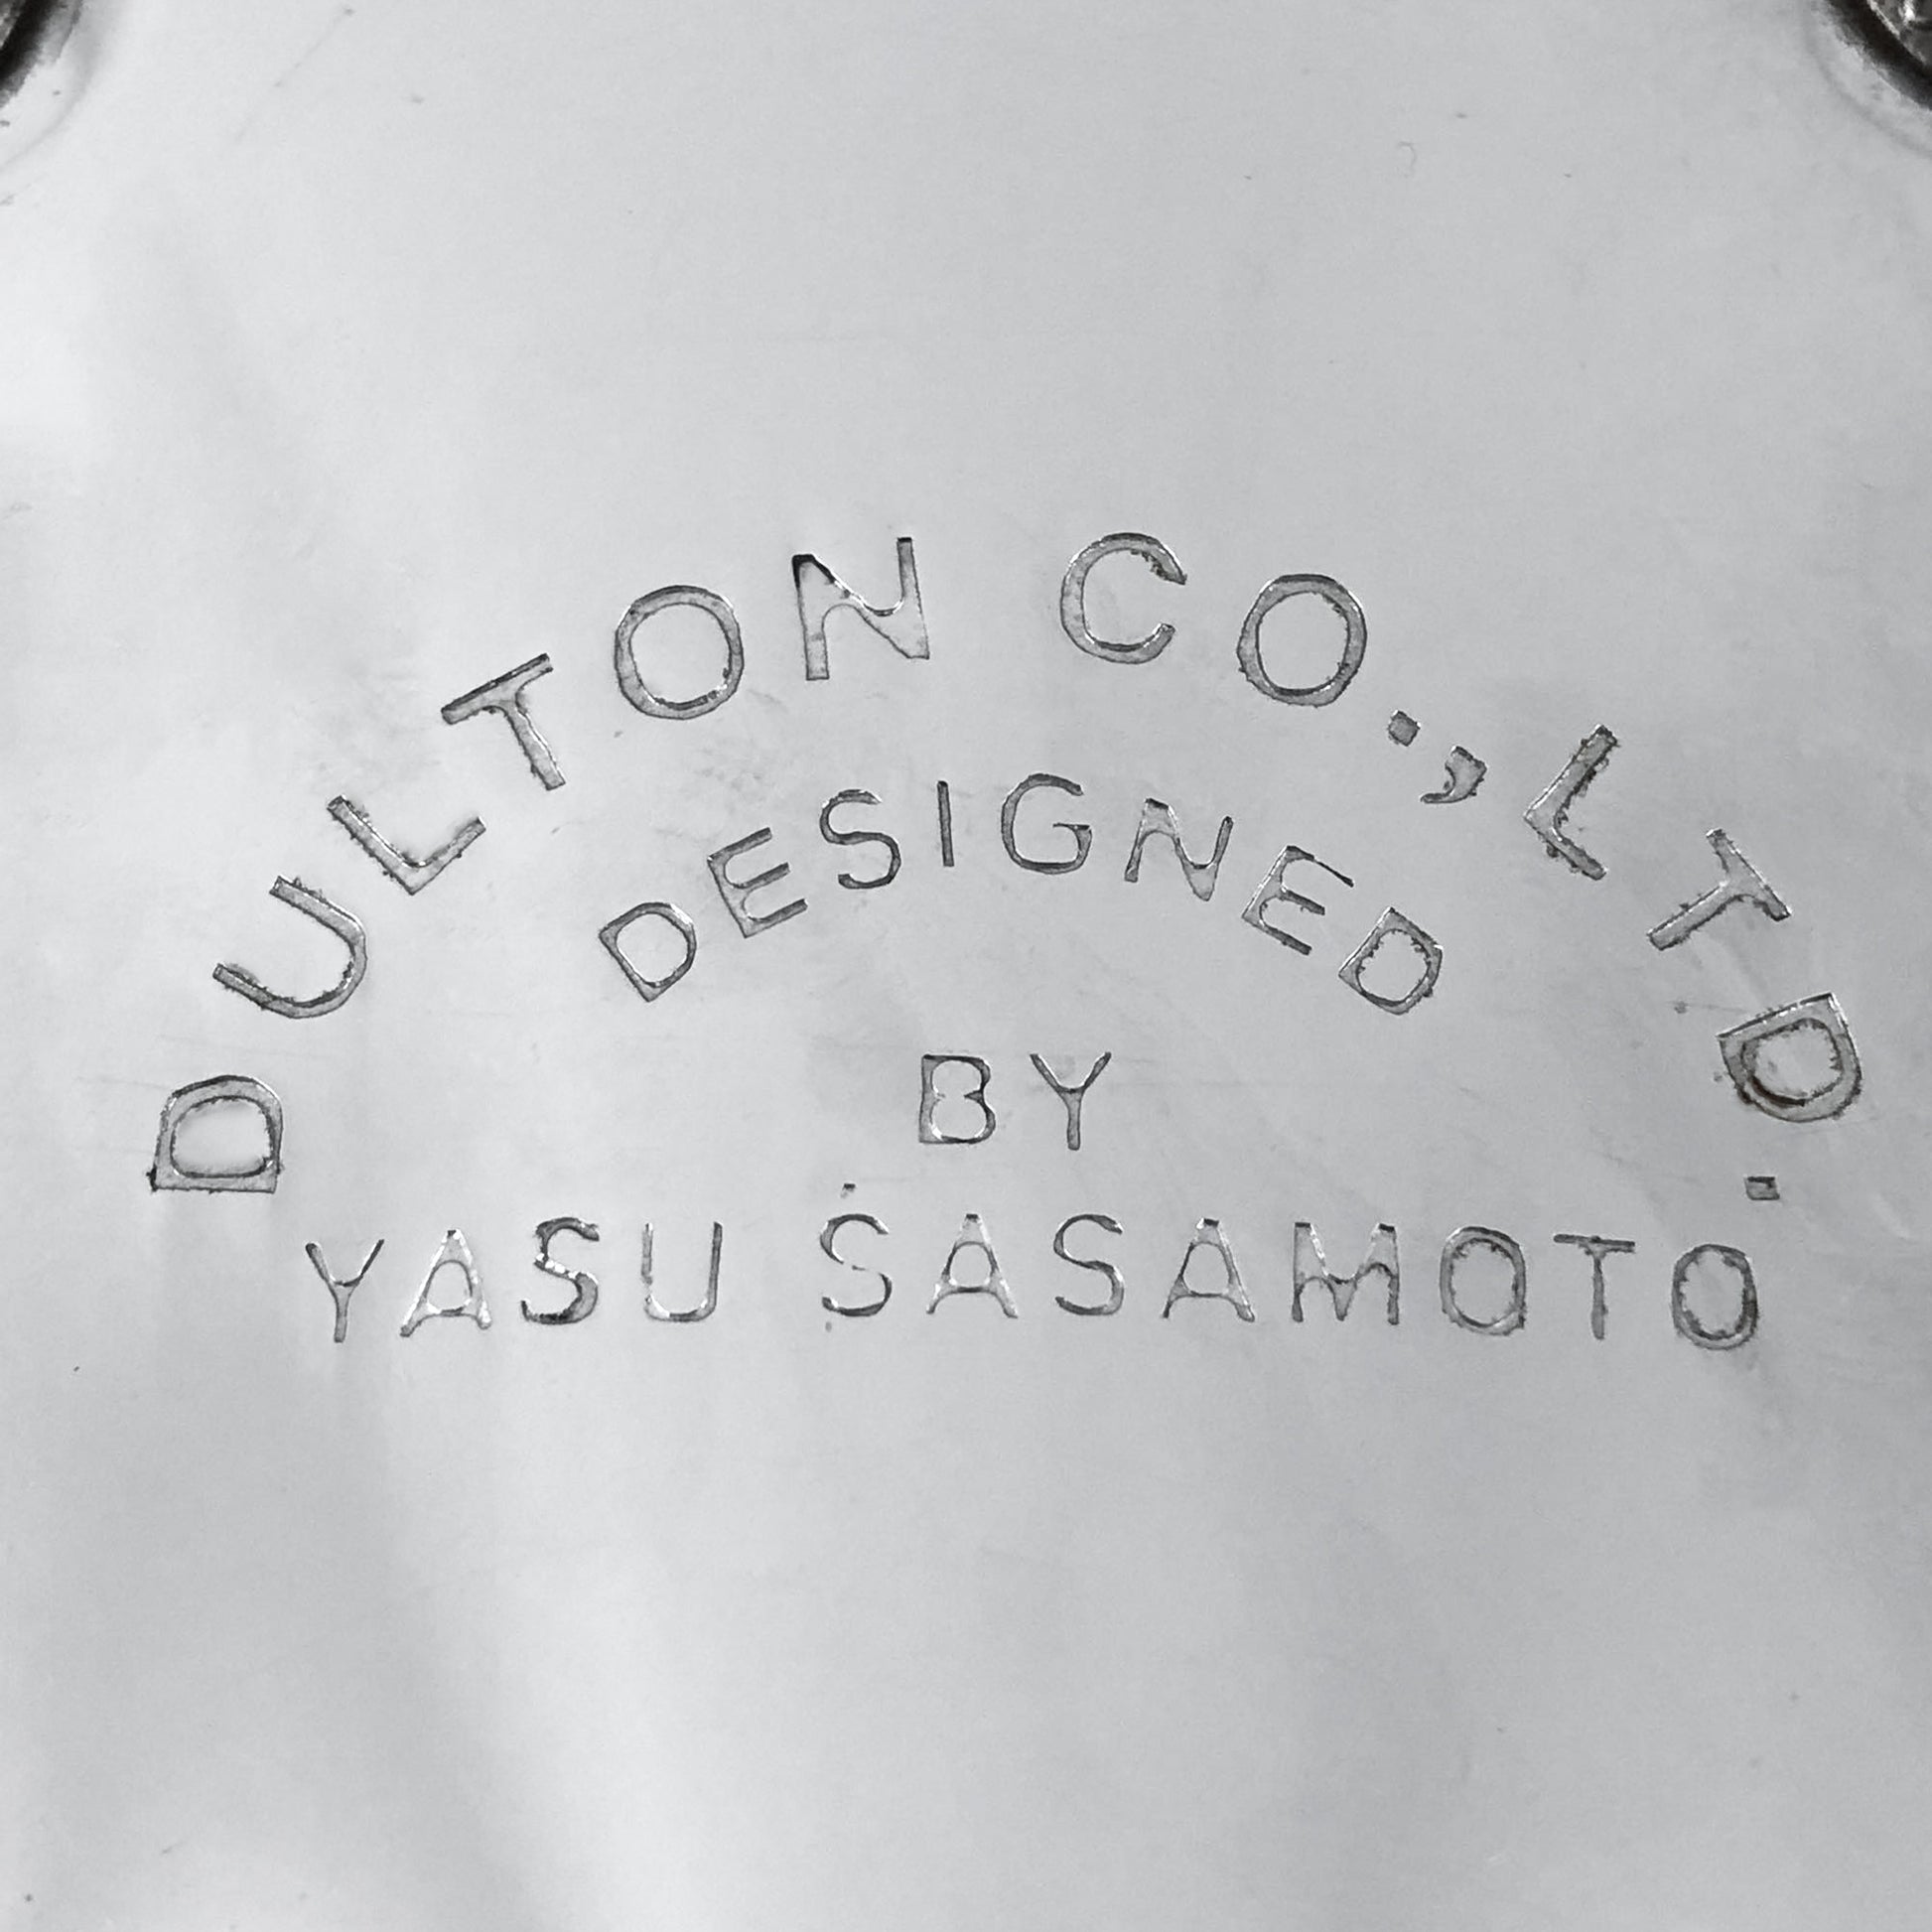 DULTON CO.,LTD.
DESIGNED
BY
YASU SASAMOTO